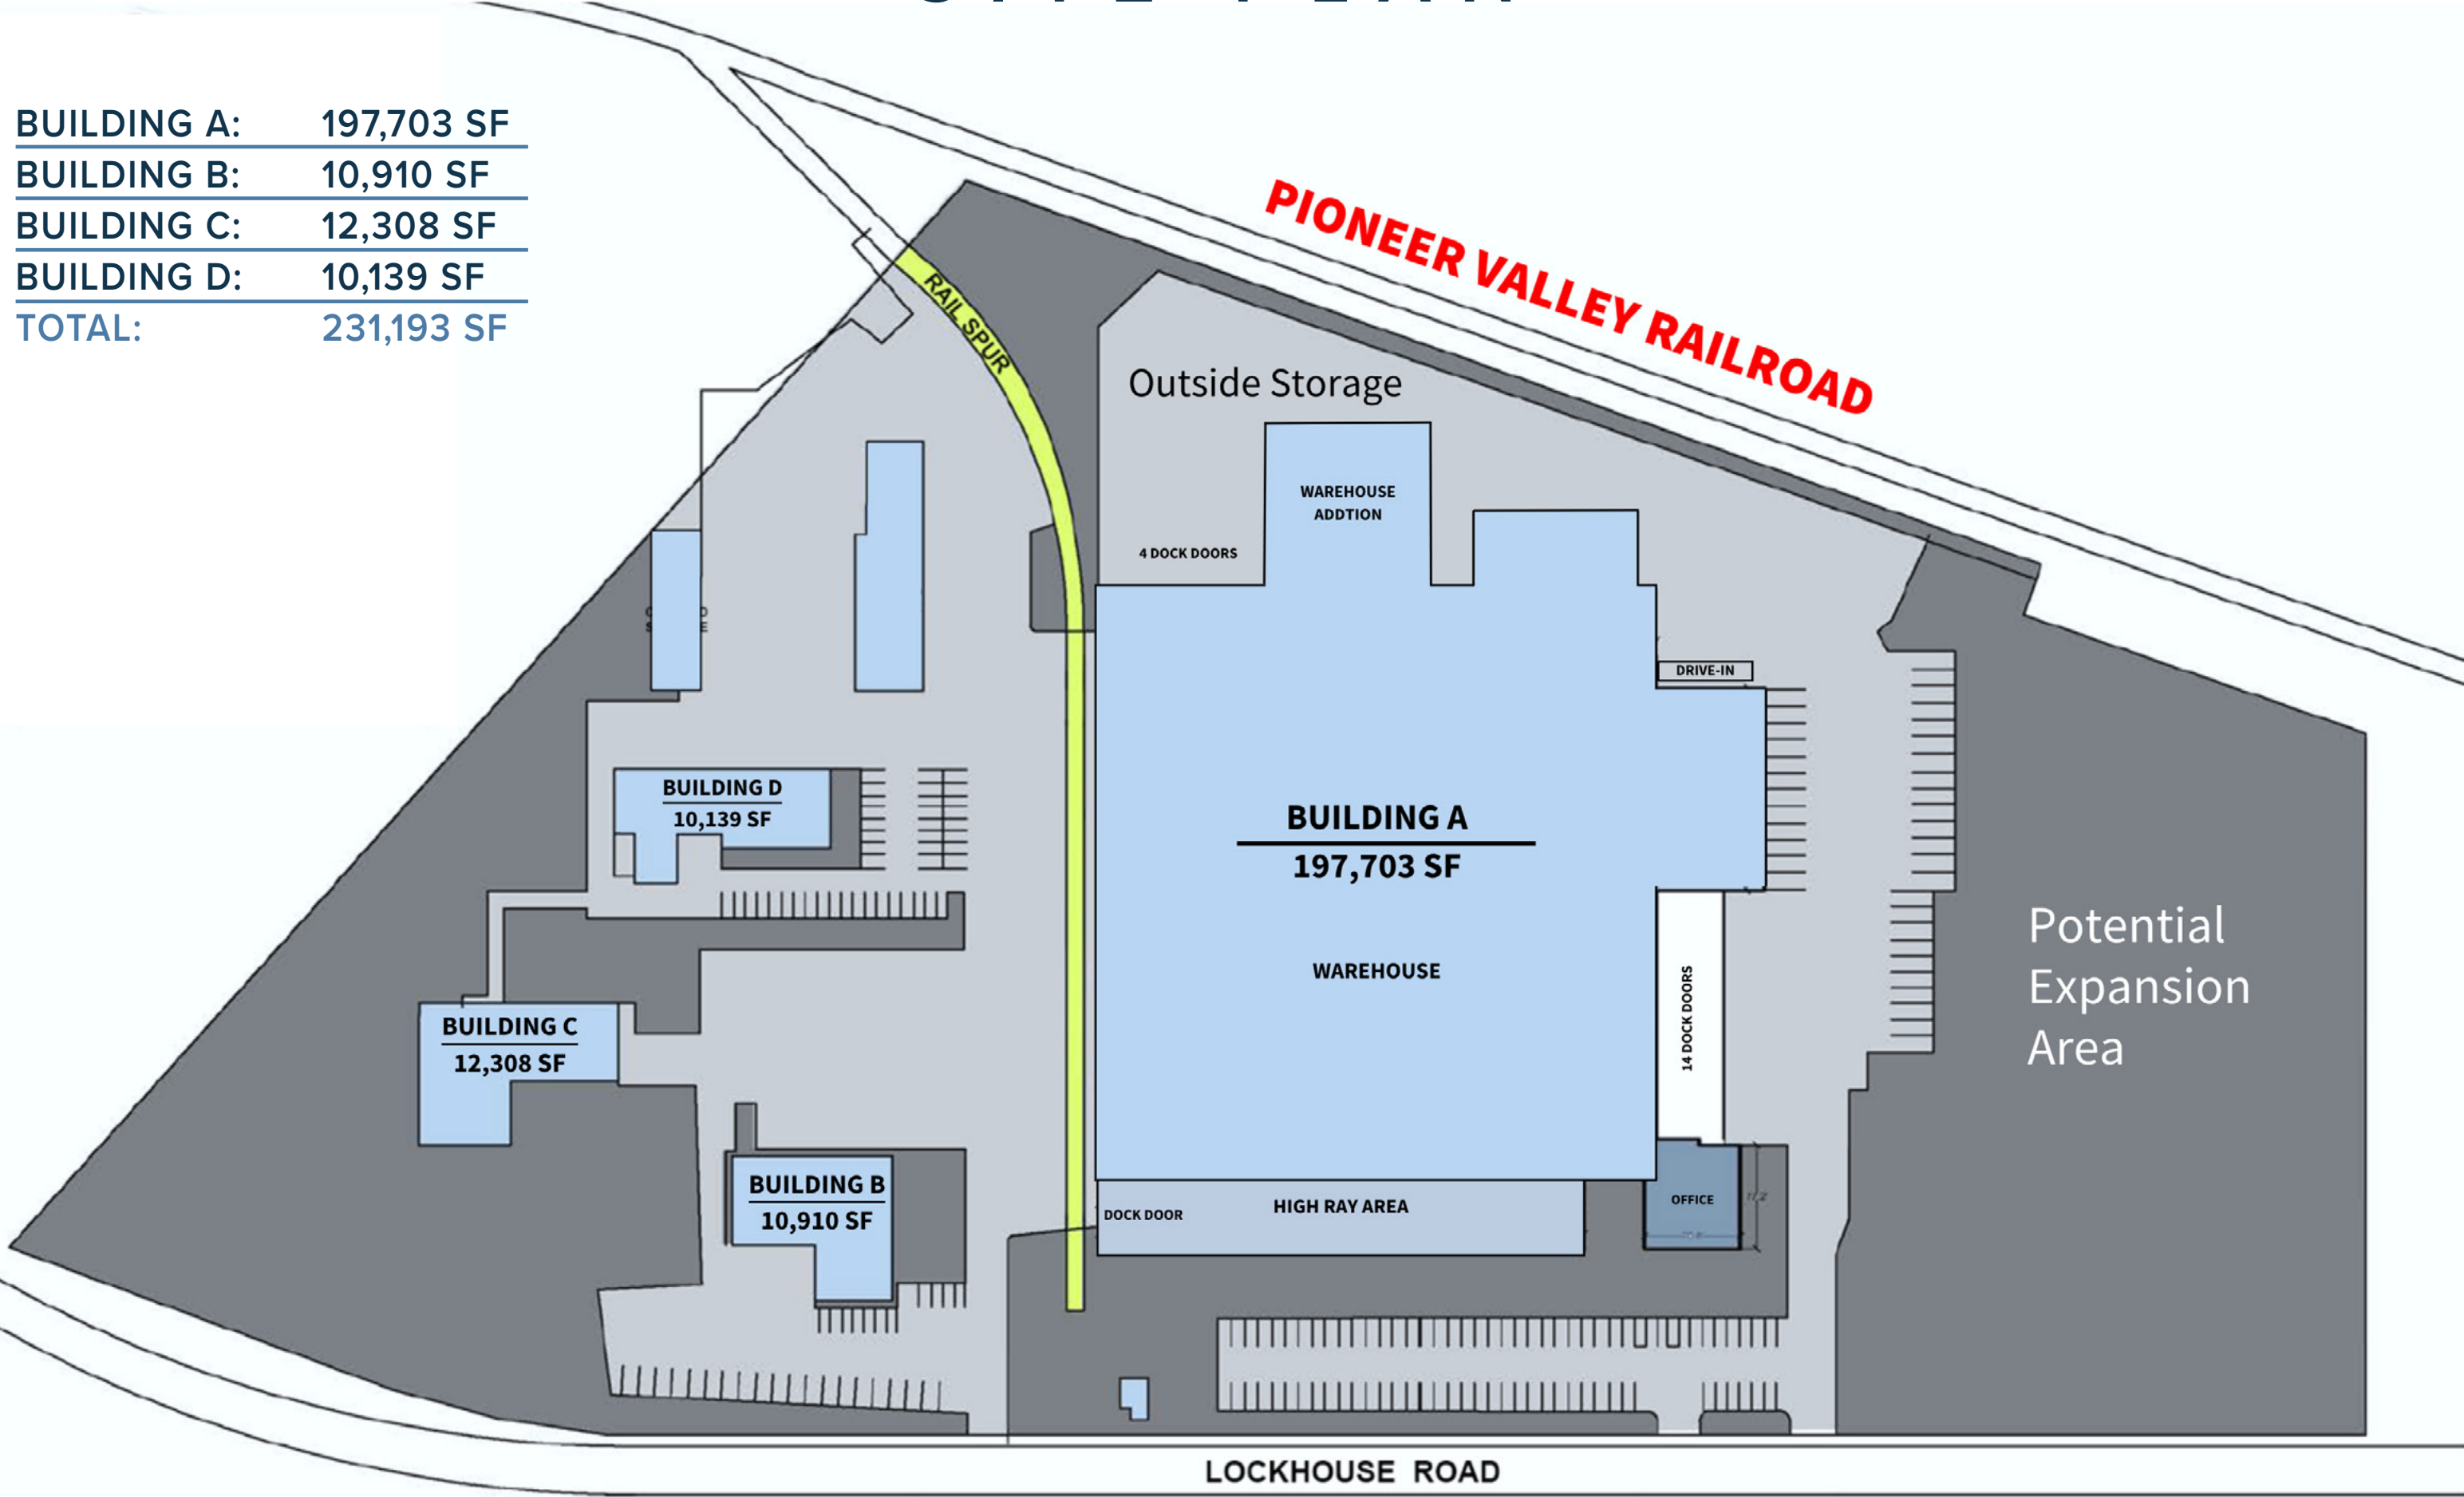 BUILDING A: 197,703 SF
BUILDING B: 10,910 SF
BUILDING C: 12,308 SF
BUILDING D: 10,139 SF
TOTAL: 231,193 SF
PIONEER VALLEY RAILROAD
RAIL SPUR
Outside Storage
WAREHOUSE
ADDTION
4 DOCK DOORS
DRIVE-IN
BUILDING D
10,139 SF
BUILDING A
197,703 SF
WAREHOUSE
Potential
Expansion
Area
14 DOCK DOORS
BUILDING C
12,308 SF
BUILDING B
10,910 SF
DOCK DOOR
HIGH RAY AREA
OFFICE
LOCKHOUSE ROAD